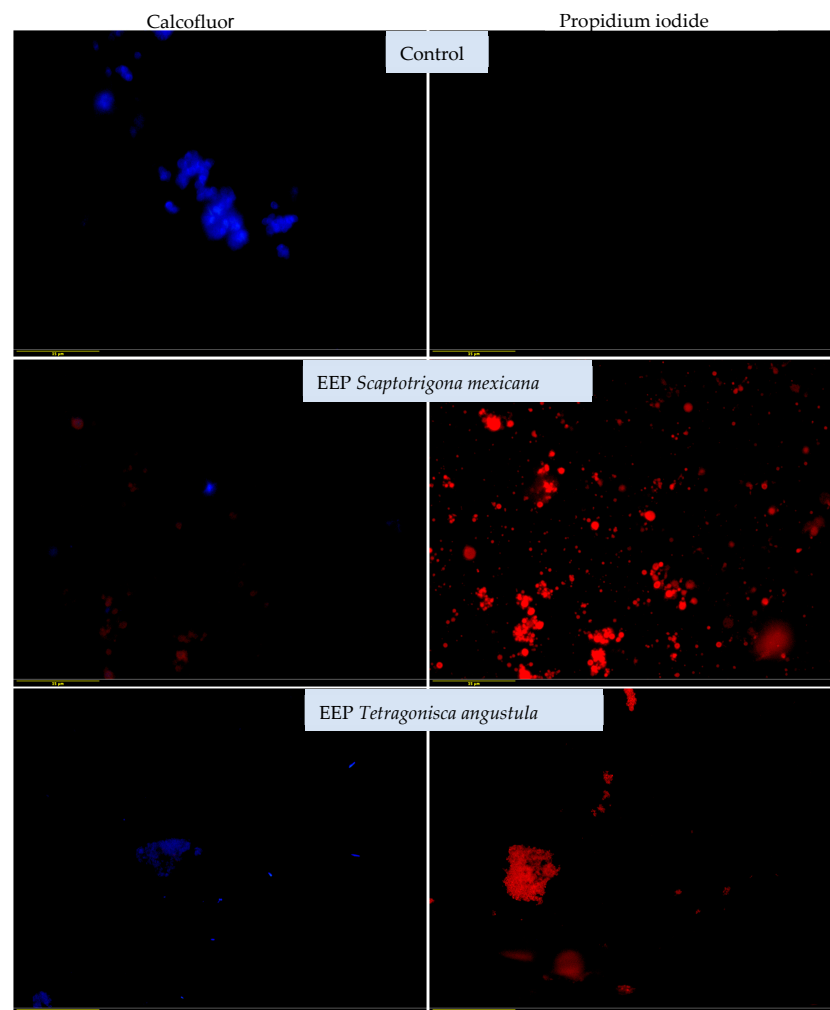 Calcofluor
Propidium iodide
Control
EEP Scaptotrigona mexicana
EEP Tetragonisca angustula